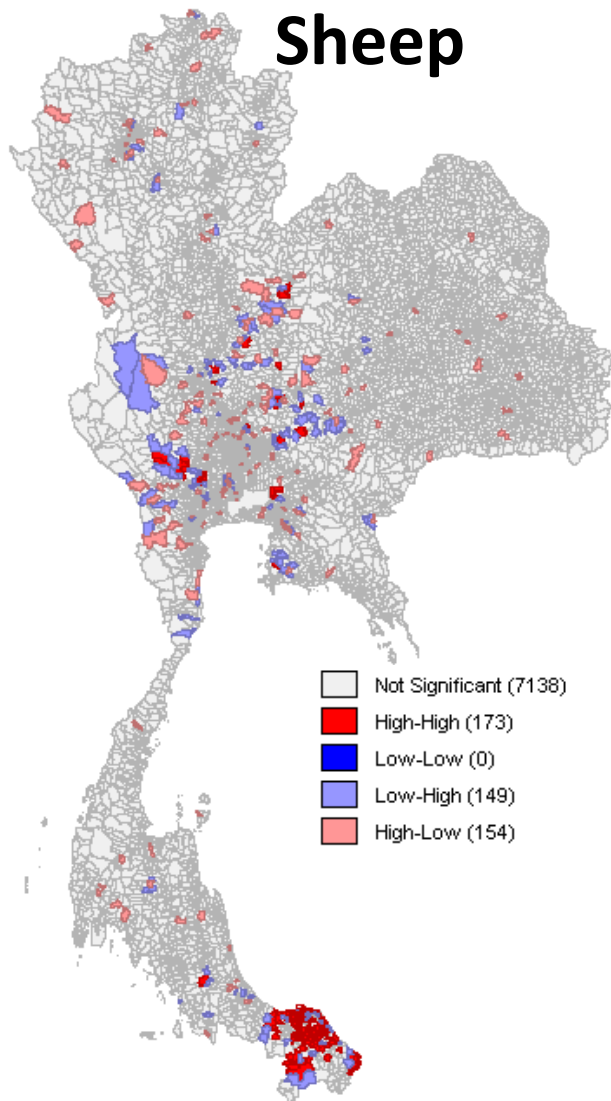 Sheep
Not Significant (7138)
High-High (173)
Low-Low (0)
Low-High (149)
High-Low (154)